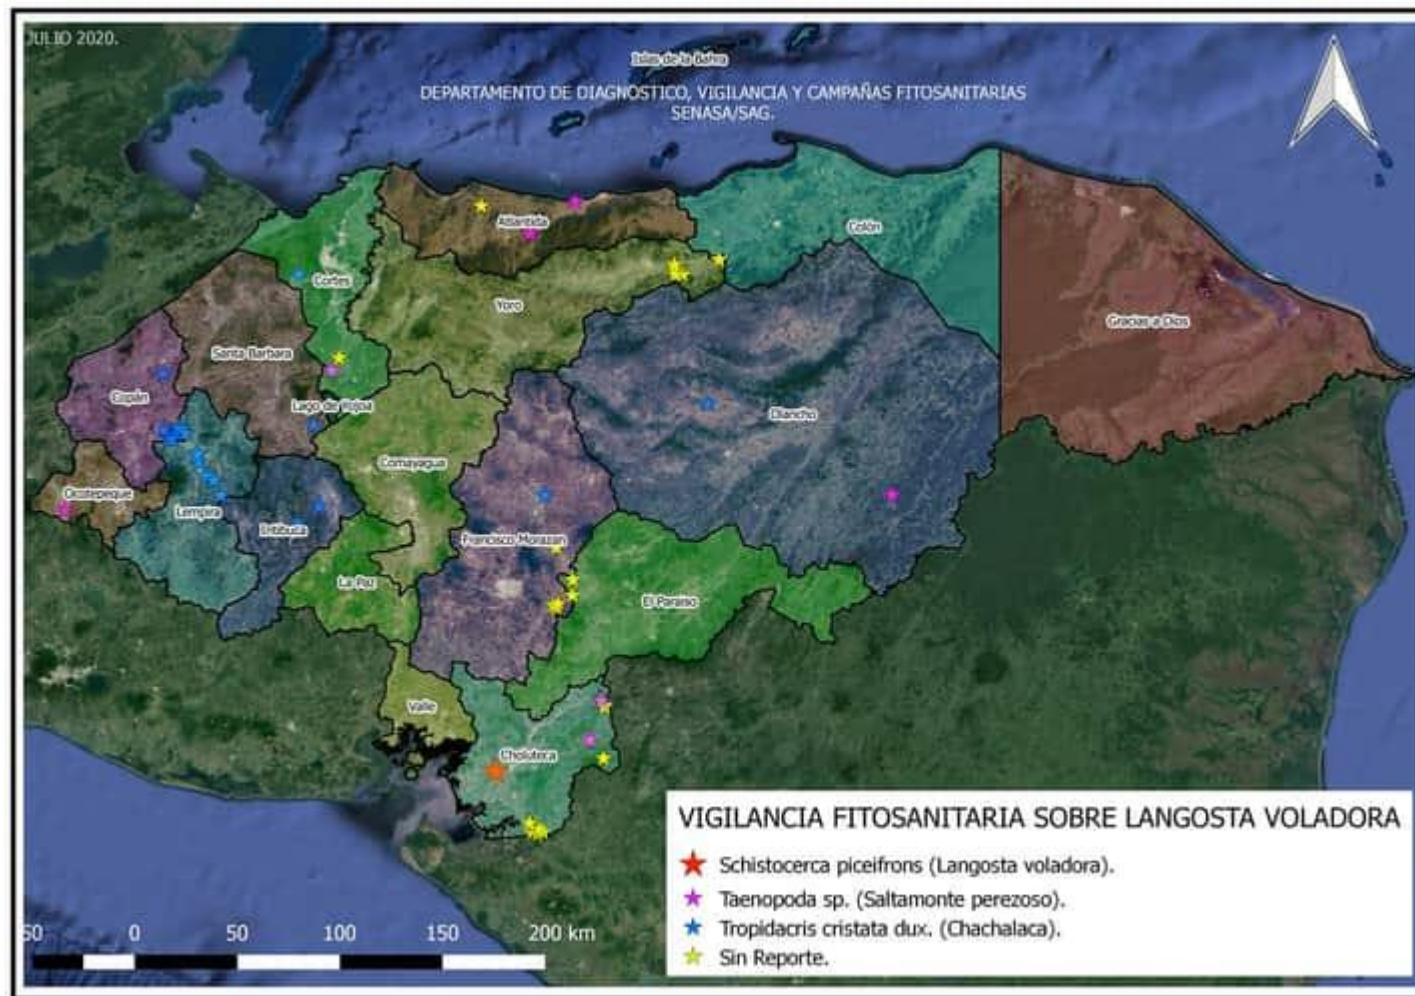 JULIO 2020.
Islas de la Bahra
DEPARTAMENTO DE DIAGNOSTICO, VIGILANCIA Y CAMPAÑAS FITOSANITARIAS
SENASA/SAG.
Atlantida
Colón
Cortes
Yoro
Gracias a Dios
Santa Barbara
Copán
Lago de Yojoa
Olancho
Comayagua
Ocotepeque
Lempira
Intibuca
Francisco Morazan
La Paz
El Paraiso
Valle
Choluteca
VIGILANCIA FITOSANITARIA SOBRE LANGOSTA VOLADORA
Schistocerca piceifrons (Langosta voladora).
Taenopoda sp. (Saltamonte perezoso).
Tropidacris cristata dux. (Chachalaca).
Sin Reporte.
50 0 50 100 150 200 km